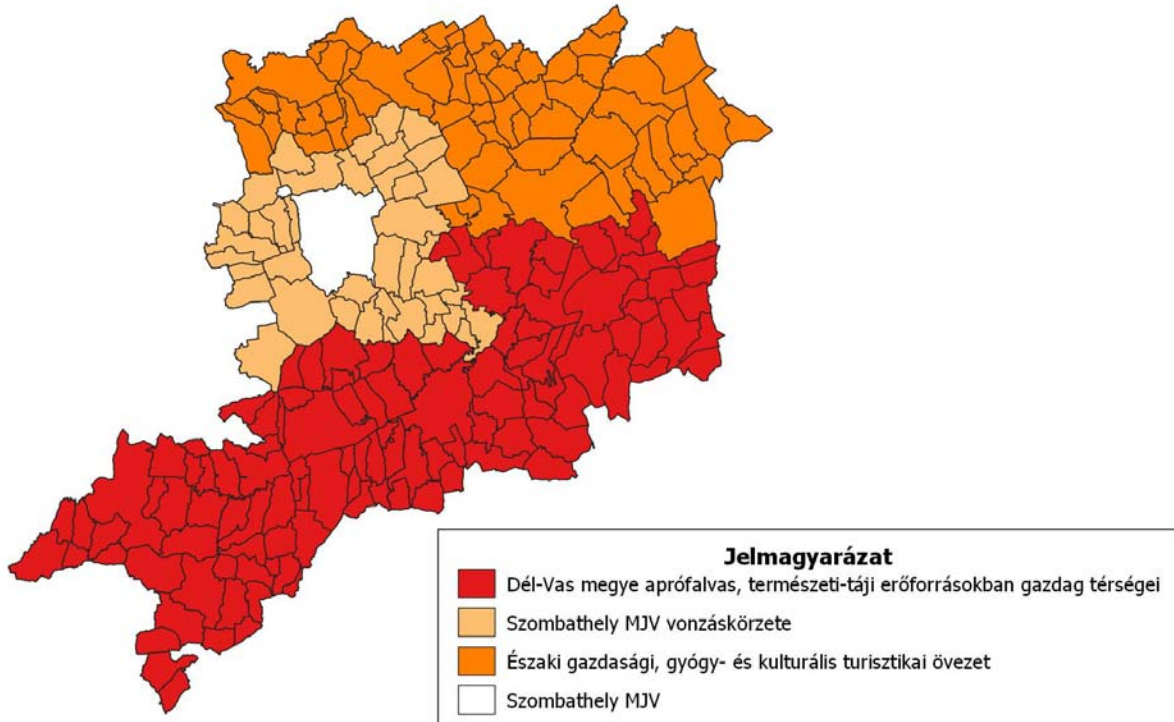 Jelmagyarázat
Dél-Vas megye aprófalvas, természeti-táji erőforrásokban gazdag térségei
Szombathely MJV vonzáskörzete
Északi gazdasági, gyógy- és kulturális turisztikai övezet
Szombathely MJV